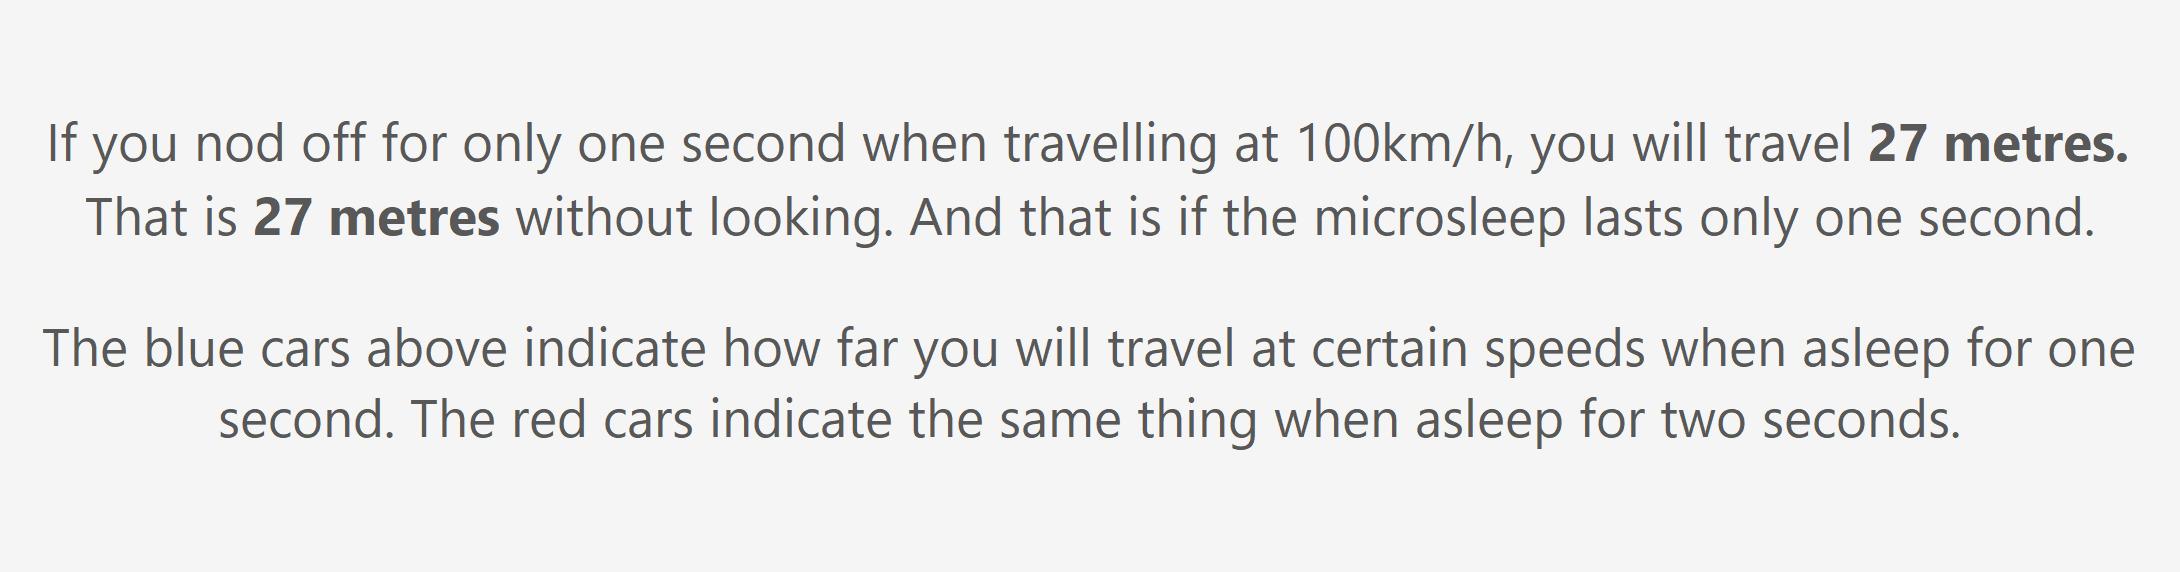 If you nod off for only one second when travelling at 100km/h, you will travel 27 metres.
That is 27 metres without looking. And that is if the microsleep lasts only one second.
The blue cars above indicate how far you will travel at certain speeds when asleep for one
second. The red cars indicate the same thing when asleep for two seconds.